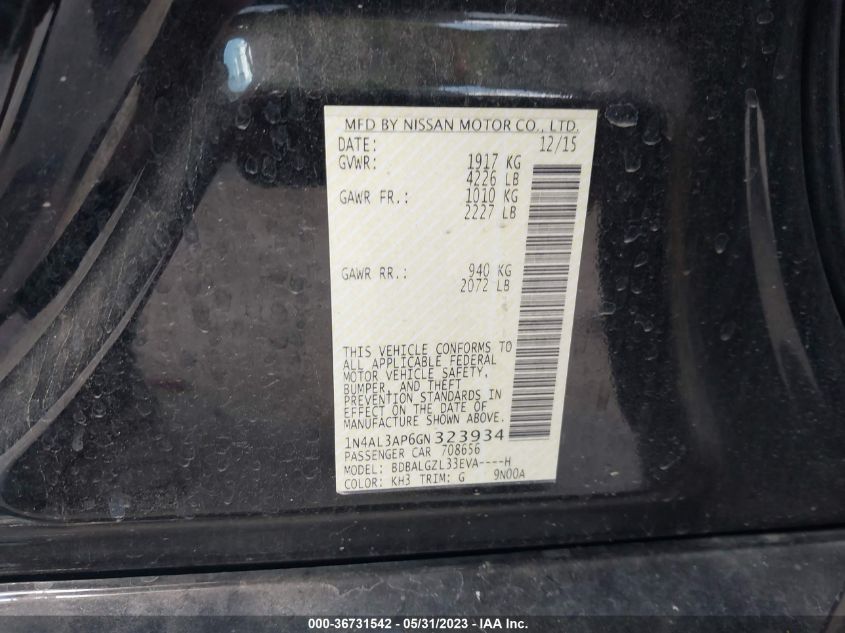 MFD BY NISSAN MOTOR CO., LTD.
DATE: 12/15
GVWR: 1917 KG
4226 LB
GAWR FR.: 1010 KG
2227 LB
GAWR RR.: 940 KG
2072 LB
THIS VEHICLE CONFORMS TO
ALL APPLICABLE FEDERAL
MOTOR VEHICLE SAFETY,
BUMPER, AND THEFT
PREVENTION STANDARDS IN
EFFECT ON THE DATE OF
MANUFACTURE SHOWN ABOVE.
1N4AL3AP6GN323934
PASSENGER CAR 708656
MODEL: BDBALGZL33EVA----H
COLOR: KH3 TRIM: G 9N00A
000-36731542 - 05/31/2023 - IAA Inc.